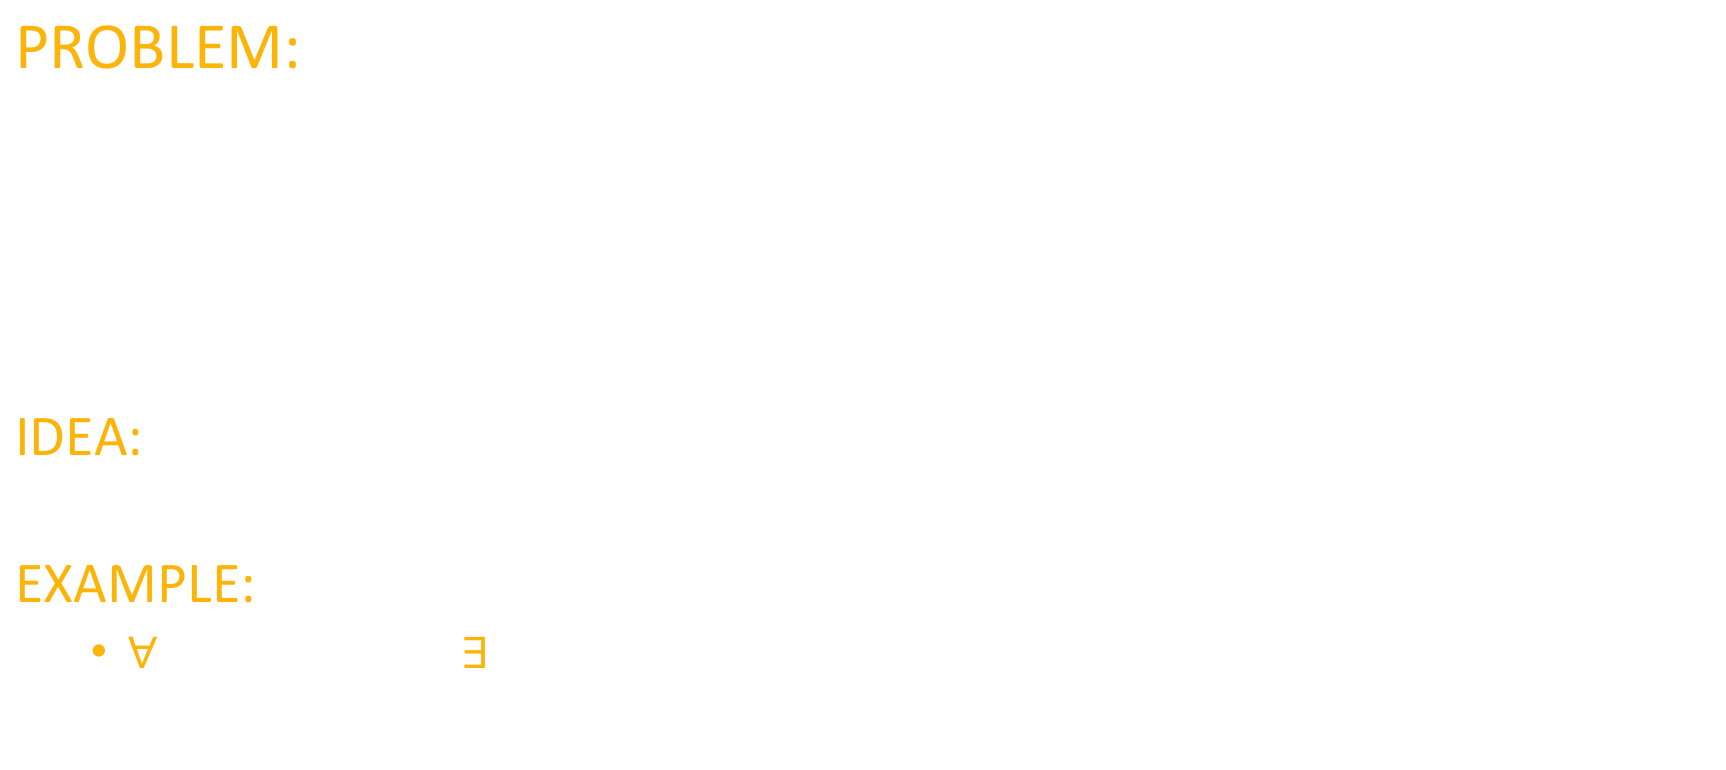 PROBLEM:
IDEA:
EXAMPLE:
• ∀ ∃